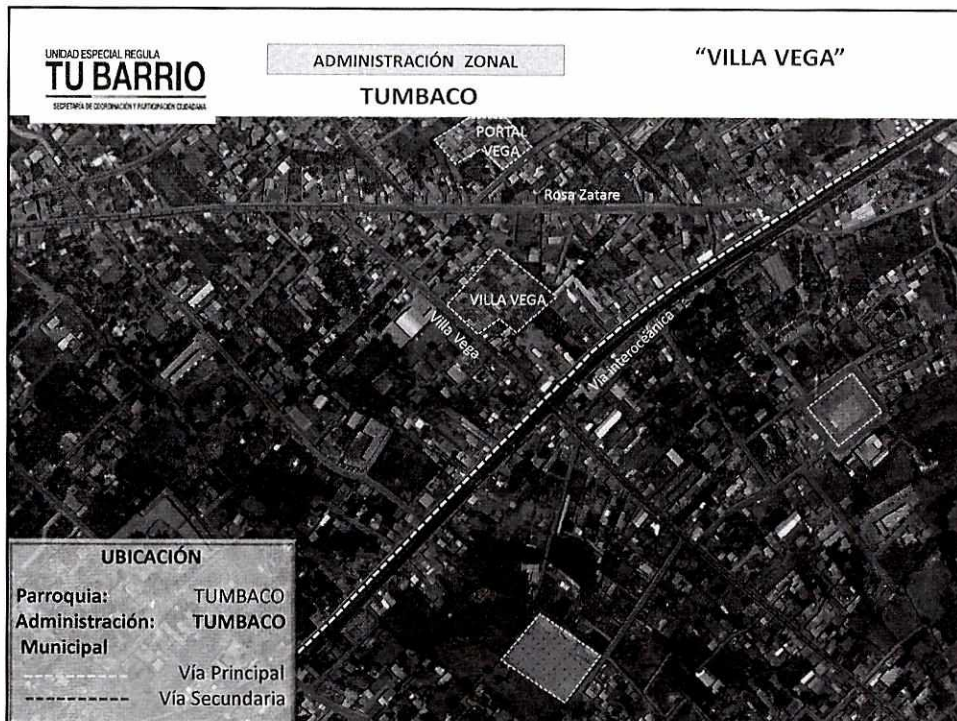 UNIDAD ESPECIAL REGULA
TU BARRIO
SECRETARÍA DE COORDINACIÓN Y PARTICIPACIÓN CIUDADANA
ADMINISTRACIÓN ZONAL
TUMBACO
“VILLA VEGA”
PORTAL
VEGA
Rosa Zatare
VILLA VEGA
Villa Vega
Vía interoceánica
UBICACIÓN
Parroquia: TUMBACO
Administración: TUMBACO
Municipal
Vía Principal
Vía Secundaria